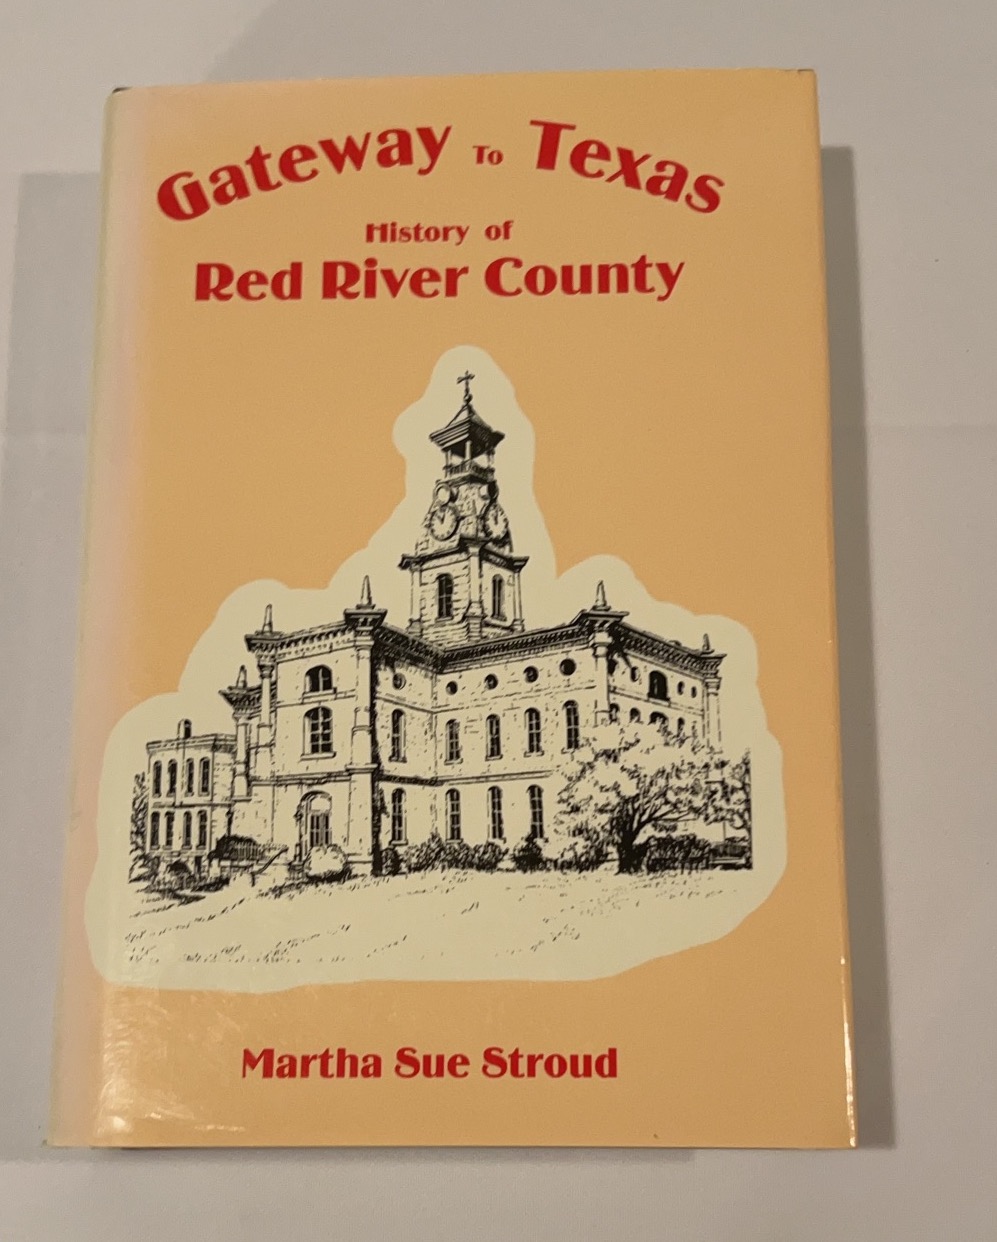 Gateway To Texas
History of
Red River County
Martha Sue Stroud